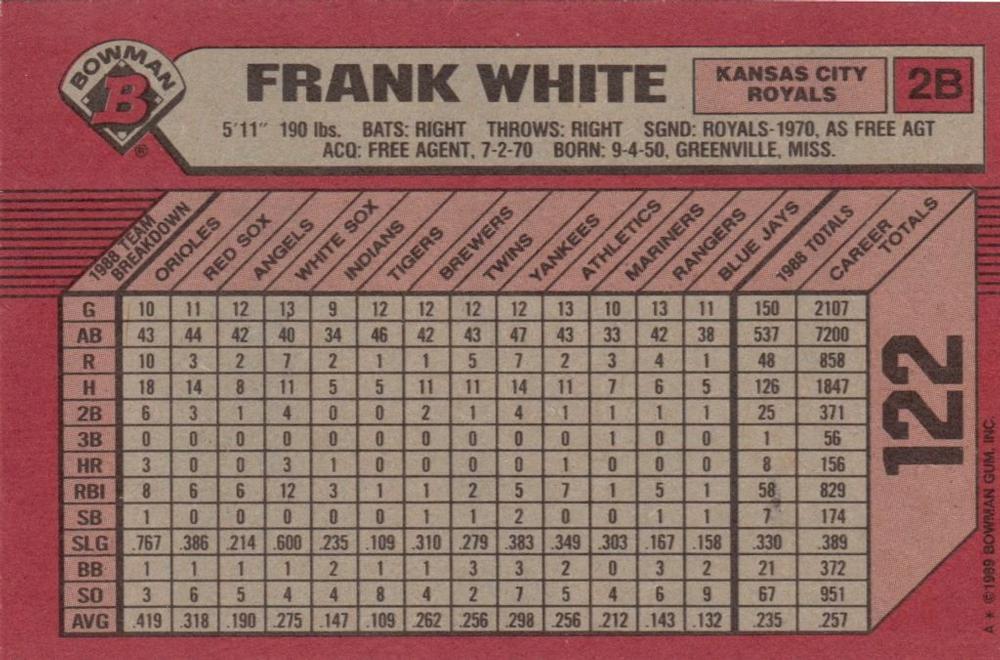 BOWMAN
B
®
FRANK WHITE
KANSAS CITY
ROYALS
2B
5'11" 190 lbs. BATS: RIGHT THROWS: RIGHT SGND: ROYALS-1970, AS FREE AGT
ACQ: FREE AGENT, 7-2-70 BORN: 9-4-50, GREENVILLE, MISS.
1988 TEAM BREAKDOWN ORIOLES RED SOX ANGELS WHITE SOX INDIANS TIGERS BREWERS TWINS YANKEES ATHLETICS MARINERS RANGERS BLUE JAYS 1988 TOTALS CAREER TOTALS
G 10 11 12 13 9 12 12 12 12 13 10 13 11 150 2107
AB 43 44 42 40 34 46 42 43 47 43 33 42 38 537 7200
R 10 3 2 7 2 1 1 5 7 2 3 4 1 48 858
H 18 14 8 11 5 5 11 11 14 11 7 6 5 126 1847
2B 6 3 1 4 0 0 2 1 4 1 1 1 1 25 371
3B 0 0 0 0 0 0 0 0 0 0 1 0 0 1 56
HR 3 0 0 3 1 0 0 0 0 1 0 0 0 8 156
RBI 8 6 6 12 3 1 1 2 5 7 1 5 1 58 829
SB 1 0 0 0 0 0 1 1 2 0 0 1 1 7 174
SLG .767 .386 .214 .600 .235 .109 .310 .279 .383 .349 .303 .167 .158 .330 .389
BB 1 1 1 1 2 1 1 3 3 2 0 3 2 21 372
SO 3 6 5 4 4 8 4 2 7 5 4 6 9 67 951
AVG .419 .318 .190 .275 .147 .109 .262 .256 .298 .256 .212 .143 .132 .235 .257
122
A * ©1989 BOWMAN GUM, INC.